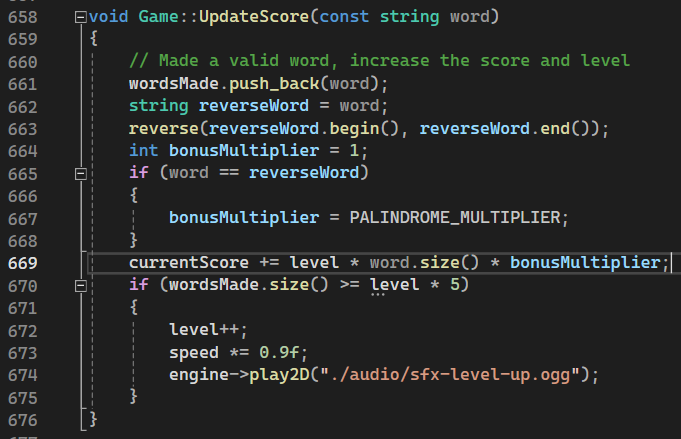 658 void Game::UpdateScore(const string word)
659 {
660 // Made a valid word, increase the score and level
661 wordsMade.push_back(word);
662 string reverseWord = word;
663 reverse(reverseWord.begin(), reverseWord.end());
664 int bonusMultiplier = 1;
665 if (word == reverseWord)
666 {
667 bonusMultiplier = PALINDROME_MULTIPLIER;
668 }
669 currentScore += level * word.size() * bonusMultiplier;
670 if (wordsMade.size() >= level * 5)
671 {
672 level++;
673 speed *= 0.9f;
674 engine->play2D("./audio/sfx-level-up.ogg");
675 }
676 }